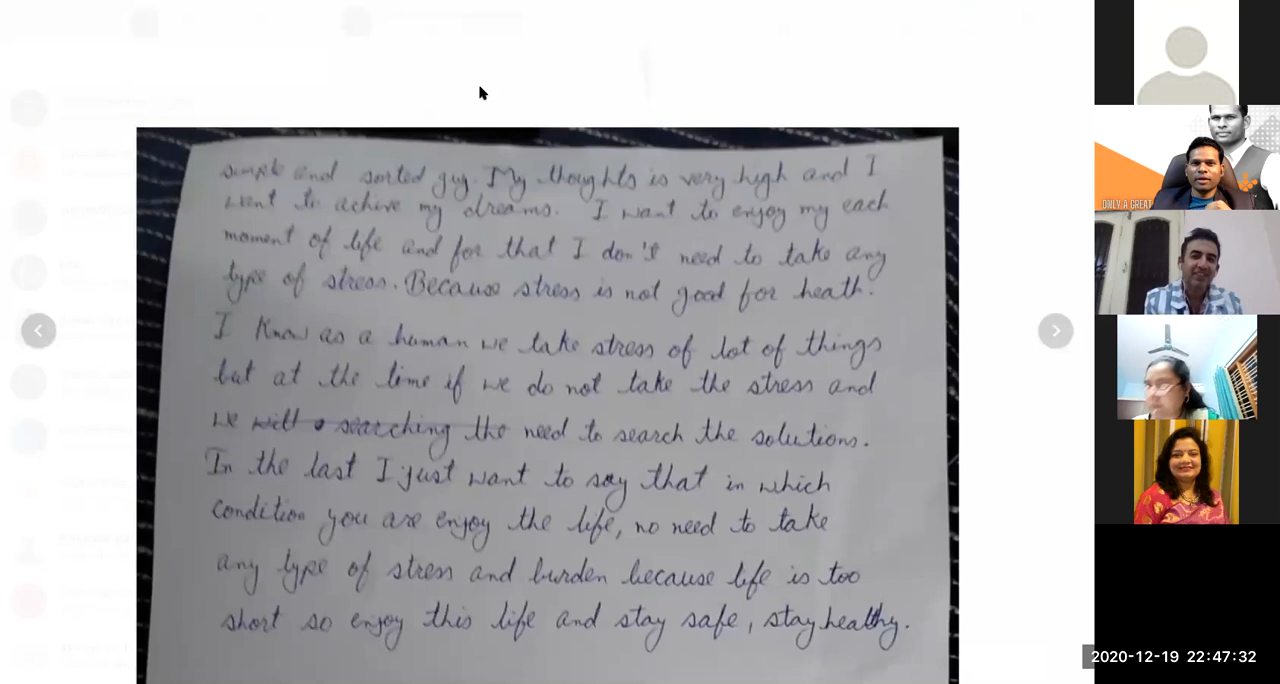 simple and sorted guy. My thoughts is very high and I
want to achive my dreams. I want to enjoy my each
moment of life and for that I don't need to take any
type of stress. Because stress is not good for heath.
I know as a human we take stress of lot of things
but at the time if we do not take the stress and
we will searching the need to search the solutions.
In the last I just want to say that in which
condition you are enjoy the life, no need to take
any type of stress and burden because life is too
short so enjoy this life and stay safe, stay healthy.
ONLY A GREAT
2020-12-19 22:47:32